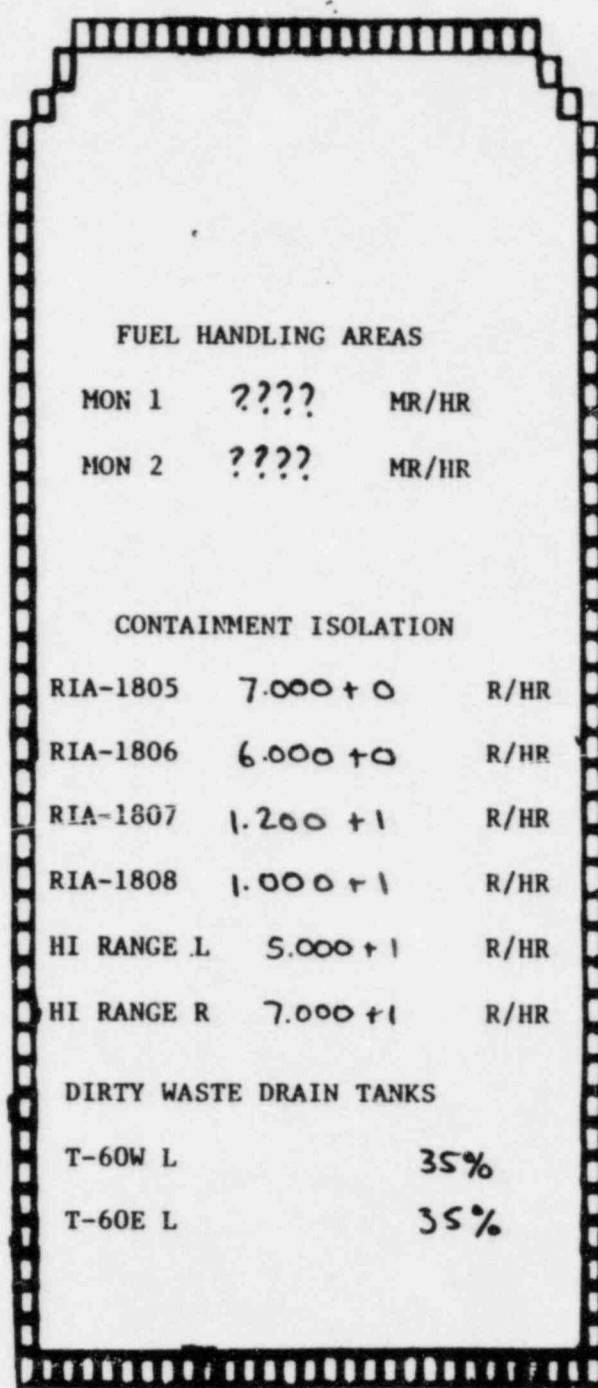 FUEL HANDLING AREAS
MON 1 ???? MR/HR
MON 2 ???? MR/HR
CONTAINMENT ISOLATION
RIA-1805 7.000 + 0 R/HR
RIA-1806 6.000 +0 R/HR
RIA-1807 1.200 +1 R/HR
RIA-1808 1.000 +1 R/HR
HI RANGE L 5.000 +1 R/HR
HI RANGE R 7.000 +1 R/HR
DIRTY WASTE DRAIN TANKS
T-60W L 35%
T-60E L 35%